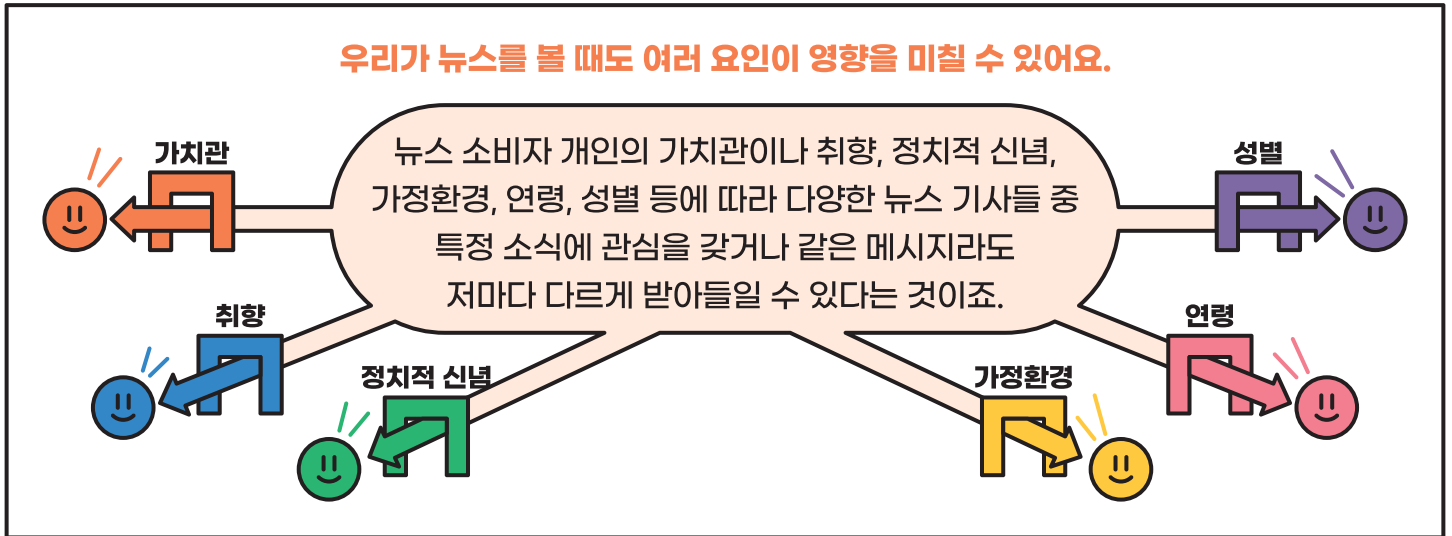 우리가 뉴스를 볼 때도 여러 요인이 영향을 미칠 수 있어요.
뉴스 소비자 개인의 가치관이나 취향, 정치적 신념,
가정환경, 연령, 성별 등에 따라 다양한 뉴스 기사들 중
특정 소식에 관심을 갖거나 같은 메시지라도
저마다 다르게 받아들일 수 있다는 것이죠.
가치관
취향
정치적 신념
가정환경
연령
성별